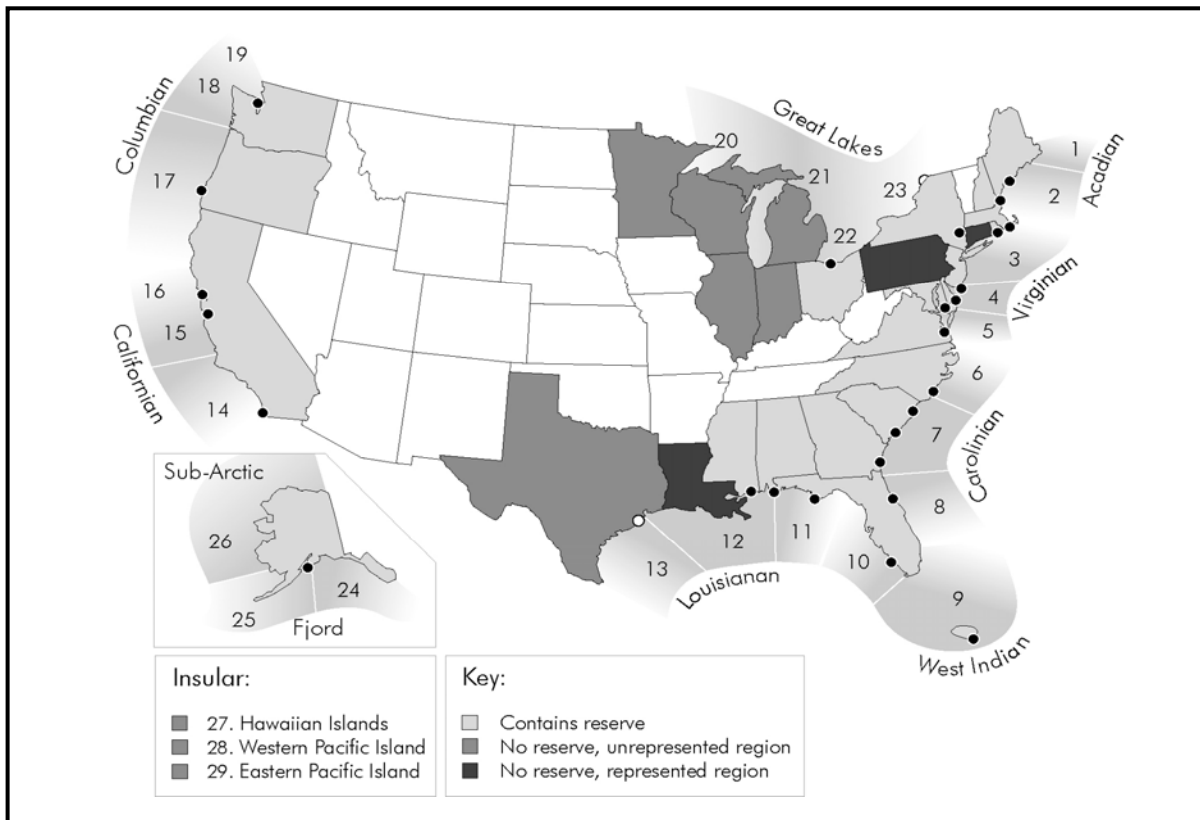 19
18
Columbian
17
16
15
Californian
14
20
Great Lakes
21
23
22
1
Acadian
2
3
Virginian
4
5
6
7
Carolinian
8
9
West Indian
10
11
12
Louisianan
13
Sub-Arctic
26
24
25
Fjord
Insular:
27. Hawaiian Islands
28. Western Pacific Island
29. Eastern Pacific Island
Key:
Contains reserve
No reserve, unrepresented region
No reserve, represented region